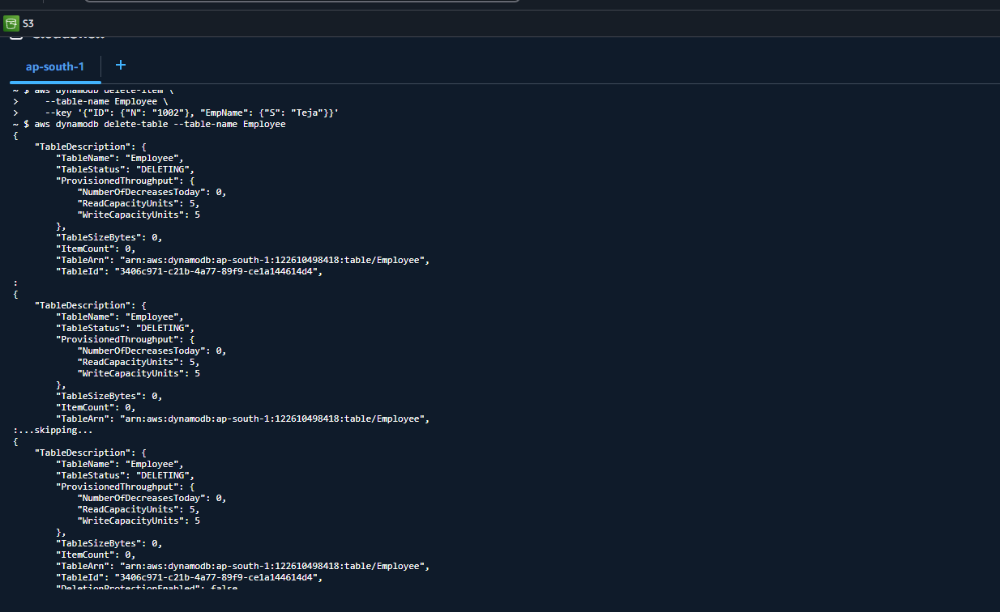 S3
CloudShell
ap-south-1 +
~ $ aws dynamodb delete-item \
>     --table-name Employee \
>     --key '{"ID": {"N": "1002"}, "EmpName": {"S": "Teja"}}'
~ $ aws dynamodb delete-table --table-name Employee
{
    "TableDescription": {
        "TableName": "Employee",
        "TableStatus": "DELETING",
        "ProvisionedThroughput": {
            "NumberOfDecreasesToday": 0,
            "ReadCapacityUnits": 5,
            "WriteCapacityUnits": 5
        },
        "TableSizeBytes": 0,
        "ItemCount": 0,
        "TableArn": "arn:aws:dynamodb:ap-south-1:122610498418:table/Employee",
        "TableId": "3406c971-c21b-4a77-89f9-ce1a144614d4",
:
{
    "TableDescription": {
        "TableName": "Employee",
        "TableStatus": "DELETING",
        "ProvisionedThroughput": {
            "NumberOfDecreasesToday": 0,
            "ReadCapacityUnits": 5,
            "WriteCapacityUnits": 5
        },
        "TableSizeBytes": 0,
        "ItemCount": 0,
        "TableArn": "arn:aws:dynamodb:ap-south-1:122610498418:table/Employee",
:...skipping...
{
    "TableDescription": {
        "TableName": "Employee",
        "TableStatus": "DELETING",
        "ProvisionedThroughput": {
            "NumberOfDecreasesToday": 0,
            "ReadCapacityUnits": 5,
            "WriteCapacityUnits": 5
        },
        "TableSizeBytes": 0,
        "ItemCount": 0,
        "TableArn": "arn:aws:dynamodb:ap-south-1:122610498418:table/Employee",
        "TableId": "3406c971-c21b-4a77-89f9-ce1a144614d4",
        "DeletionProtectionEnabled": false